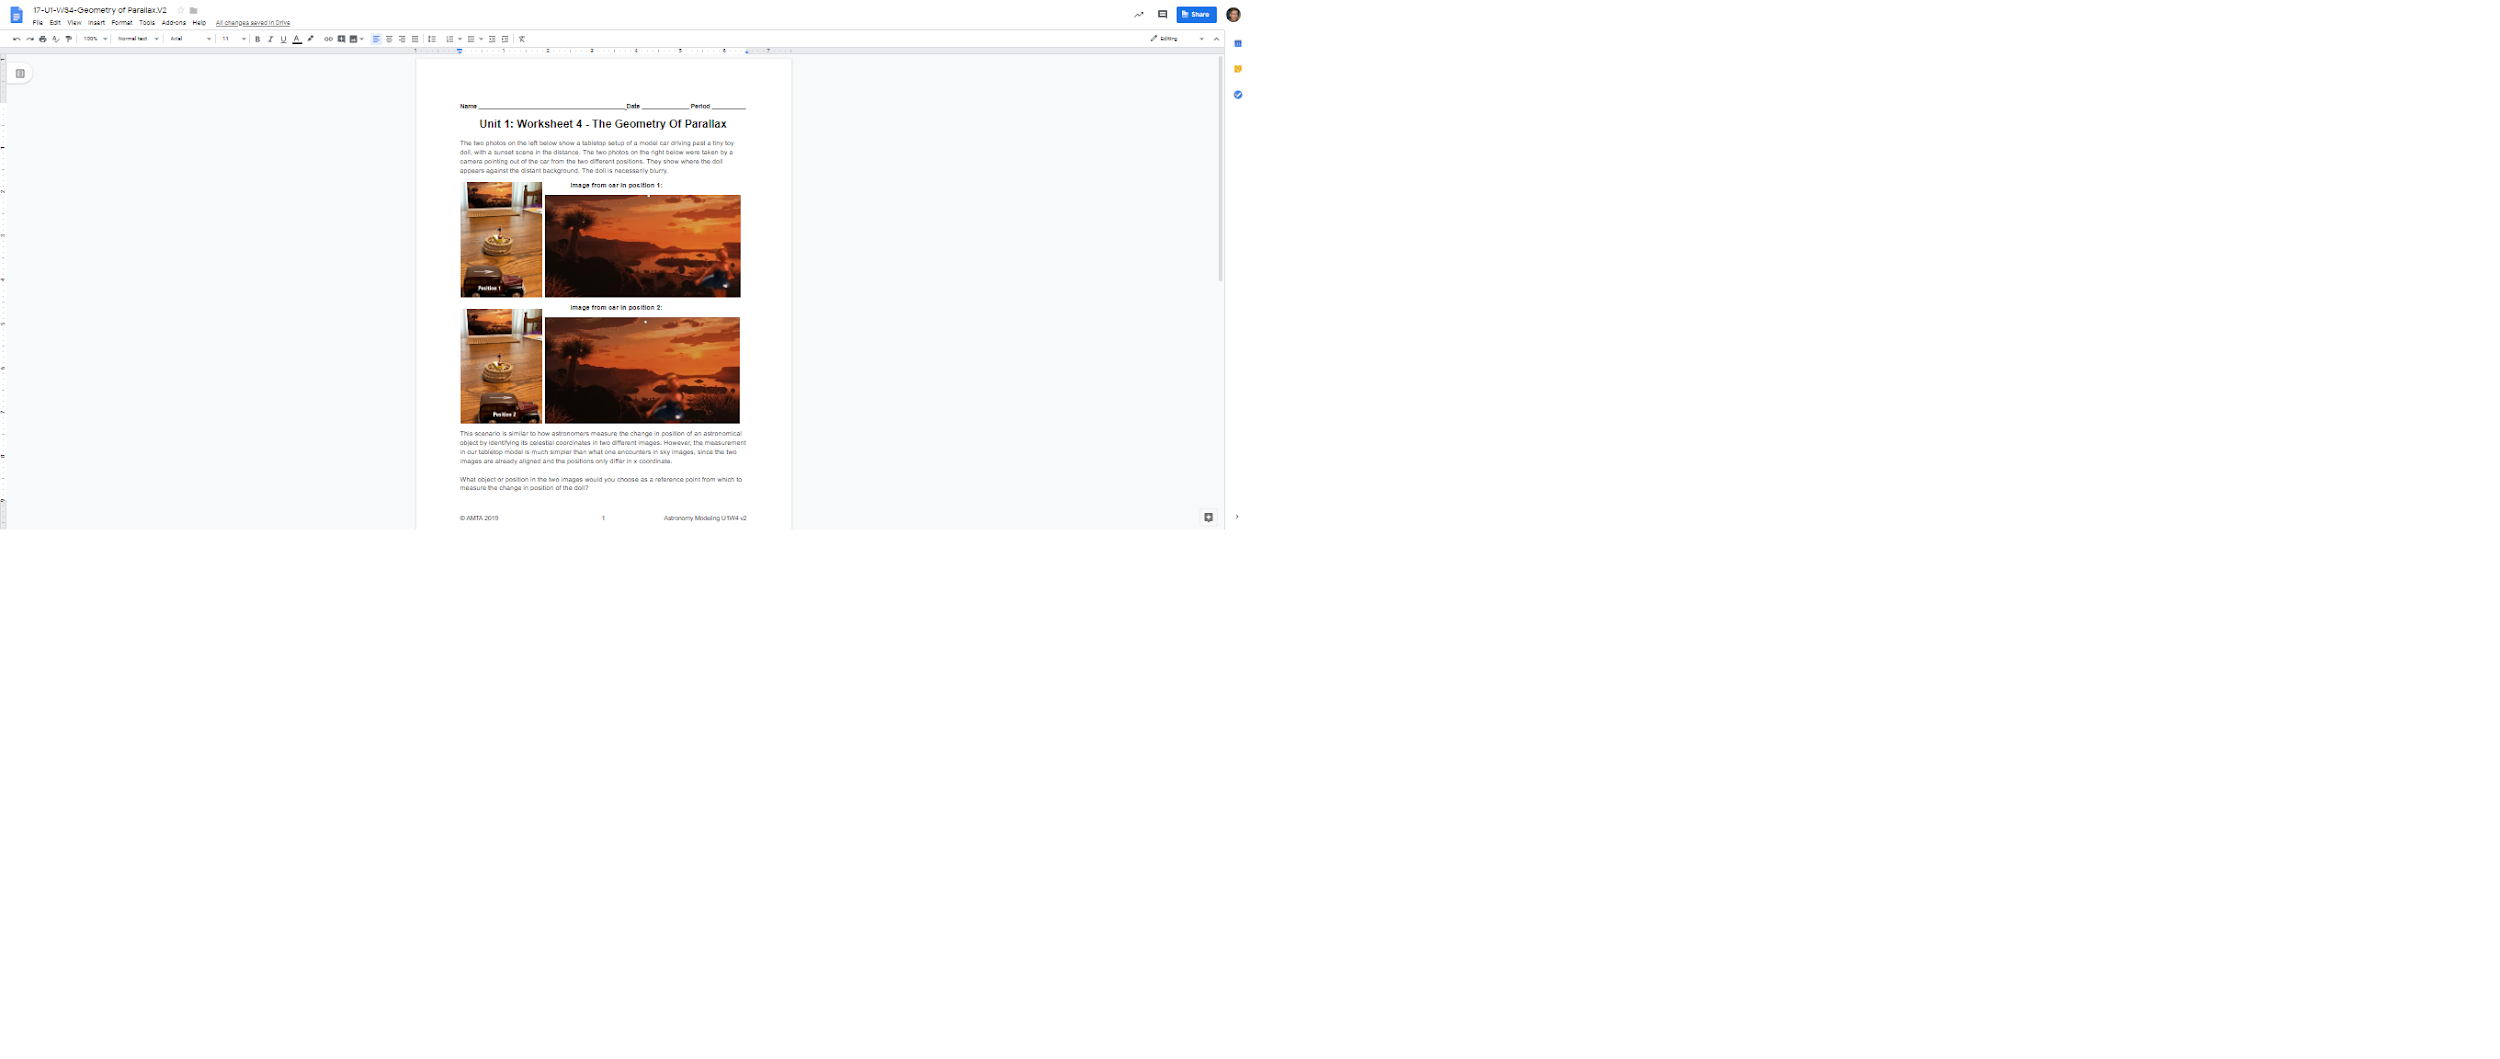 17-U1-WS4-Geometry of Parallax.V2
File Edit View Insert Format Tools Add-ons Help All changes saved in Drive
Share
100% Normal text Arial 11 B I U A Editing
Name Date Period
Unit 1: Worksheet 4 - The Geometry Of Parallax
The two photos on the left below show a tabletop setup of a model car driving past a tiny toy
doll, with a sunset scene in the distance. The two photos on the right below were taken by a
camera pointing out of the car from the two different positions. They show where the doll
appears against the distant background. The doll is necessarily blurry.
Image from car in position 1:
Position 1
Image from car in position 2:
Position 2
This scenario is similar to how astronomers measure the change in position of an astronomical
object by identifying its celestial coordinates in two different images. However, the measurement
in our tabletop model is much simpler than what one encounters in sky images, since the two
images are already aligned and the positions only differ in x coordinate.
What object or position in the two images would you choose as a reference point from which to
measure the change in position of the doll?
© AMTA 2019 1 Astronomy Modeling U1W4 v2